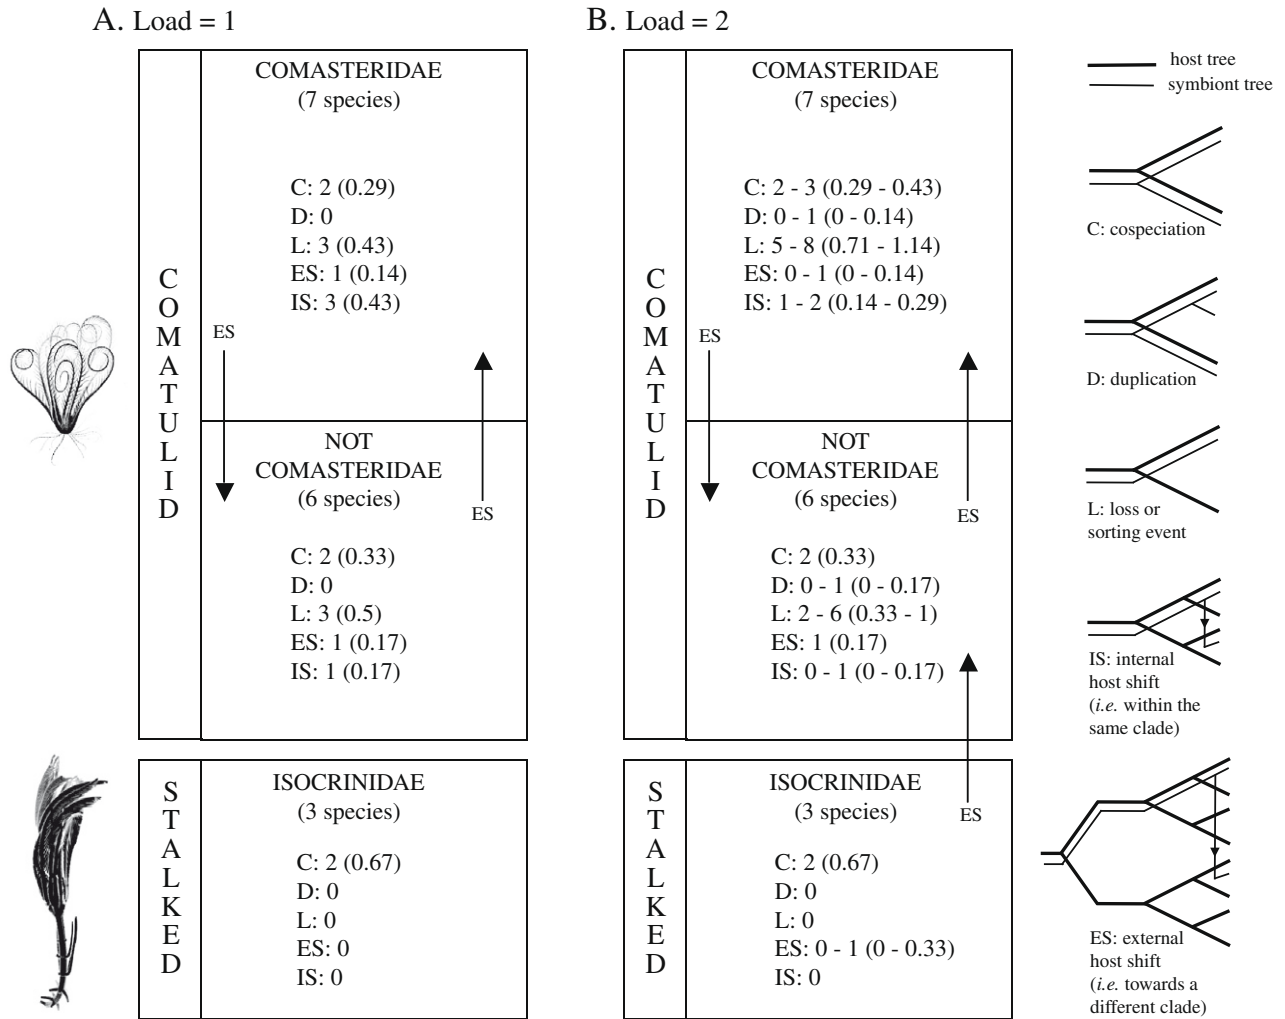 A. Load = 1
COMATULID
COMASTERIDAE
(7 species)
C: 2 (0.29)
D: 0
L: 3 (0.43)
ES: 1 (0.14)
IS: 3 (0.43)
ES
NOT
COMASTERIDAE
(6 species)
ES
C: 2 (0.33)
D: 0
L: 3 (0.5)
ES: 1 (0.17)
IS: 1 (0.17)
STALKED
ISOCRINIDAE
(3 species)
C: 2 (0.67)
D: 0
L: 0
ES: 0
IS: 0
B. Load = 2
COMATULID
COMASTERIDAE
(7 species)
C: 2 - 3 (0.29 - 0.43)
D: 0 - 1 (0 - 0.14)
L: 5 - 8 (0.71 - 1.14)
ES: 0 - 1 (0 - 0.14)
IS: 1 - 2 (0.14 - 0.29)
ES
NOT
COMASTERIDAE
(6 species)
ES
C: 2 (0.33)
D: 0 - 1 (0 - 0.17)
L: 2 - 6 (0.33 - 1)
ES: 1 (0.17)
IS: 0 - 1 (0 - 0.17)
STALKED
ISOCRINIDAE
(3 species)
ES
C: 2 (0.67)
D: 0
L: 0
ES: 0 - 1 (0 - 0.33)
IS: 0
host tree
symbiont tree
C: cospeciation
D: duplication
L: loss or
sorting event
IS: internal
host shift
(i.e. within the
same clade)
ES: external
host shift
(i.e. towards a
different clade)